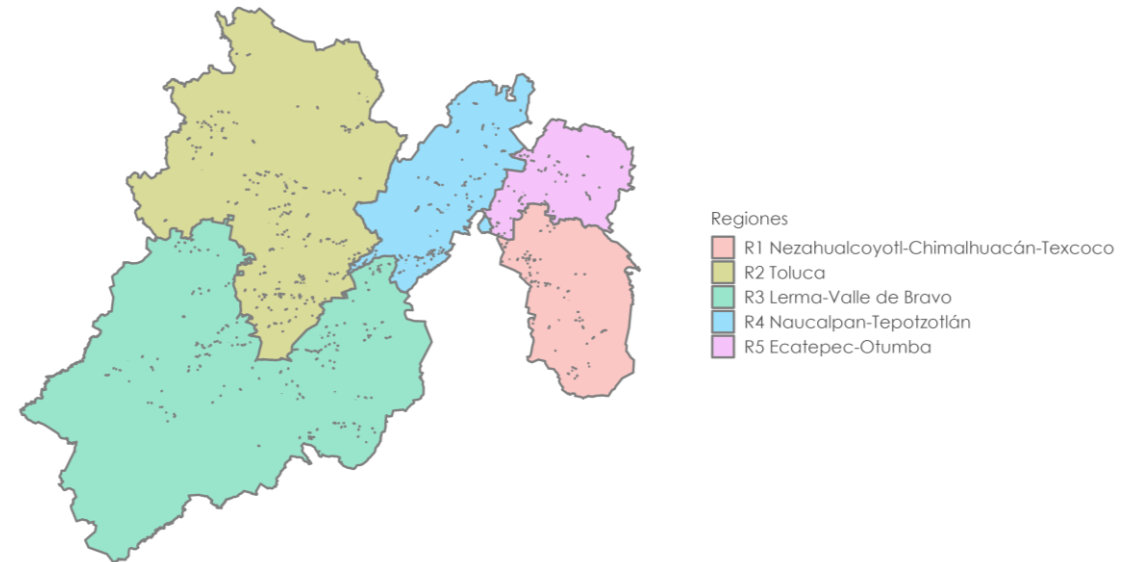 Regiones
R1 Nezahualcoyotl-Chimalhuacán-Texcoco
R2 Toluca
R3 Lerma-Valle de Bravo
R4 Naucalpan-Tepotzotlán
R5 Ecatepec-Otumba